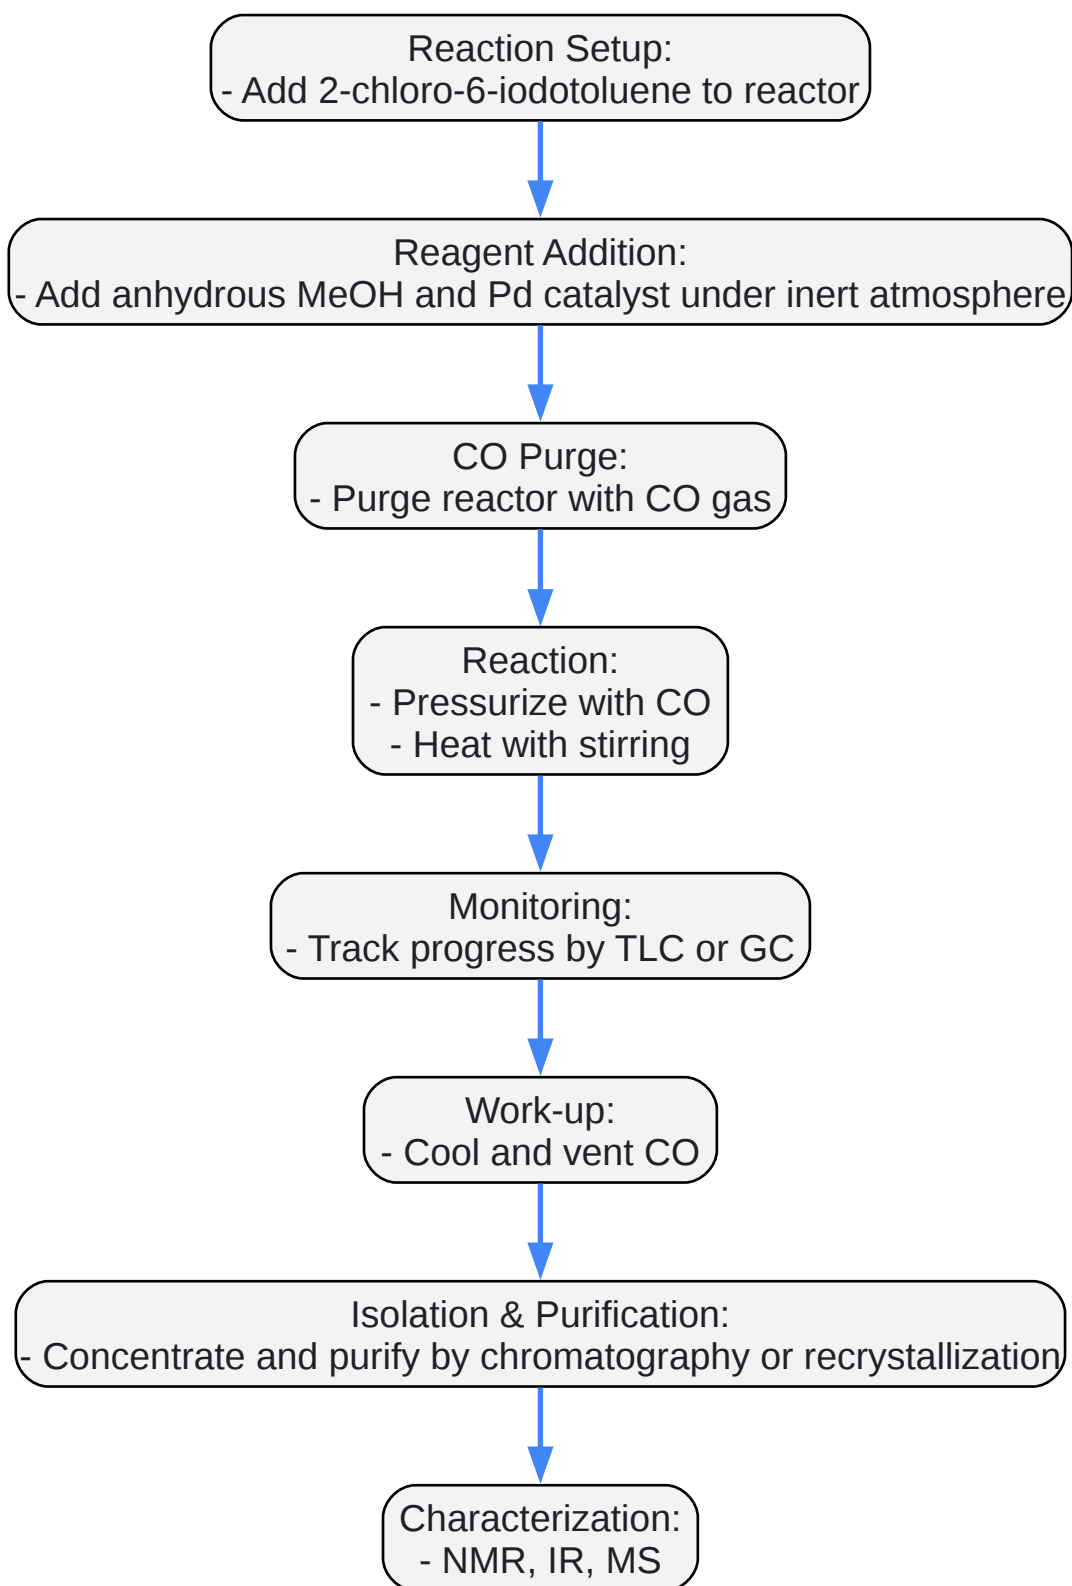 Reaction Setup:
- Add 2-chloro-6-iodotoluene to reactor
Reagent Addition:
- Add anhydrous MeOH and Pd catalyst under inert atmosphere
CO Purge:
- Purge reactor with CO gas
Reaction:
- Pressurize with CO
- Heat with stirring
Monitoring:
- Track progress by TLC or GC
Work-up:
- Cool and vent CO
Isolation & Purification:
- Concentrate and purify by chromatography or recrystallization
Characterization:
- NMR, IR, MS